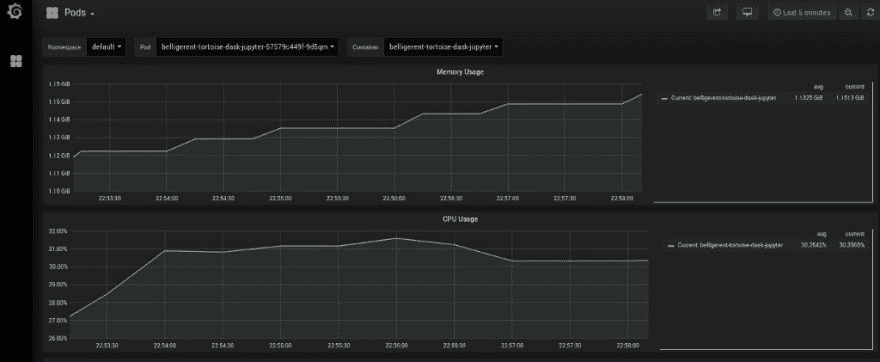 Pods
Last 5 minutes
Namespace default Pod belligerent-tortoise-dask-jupyter-57579c449f-9d5qm Container belligerent-tortoise-dask-jupyter
Memory Usage
avg current
Current: belligerent-tortoise-dask-jupyter 1.1325 GiB 1.1513 GiB
1.15 GiB
1.14 GiB
1.13 GiB
1.12 GiB
1.10 GiB
22:53:30 22:54:00 22:54:30 22:55:00 22:55:30 22:56:00 22:56:30 22:57:00 22:57:30 22:58:00
CPU Usage
avg current
Current: belligerent-tortoise-dask-jupyter 30.2642% 30.3965%
32.00%
31.00%
30.00%
29.00%
28.00%
27.00%
26.00%
22:53:30 22:54:00 22:54:30 22:55:00 22:55:30 22:56:00 22:56:30 22:57:00 22:57:30 22:58:00